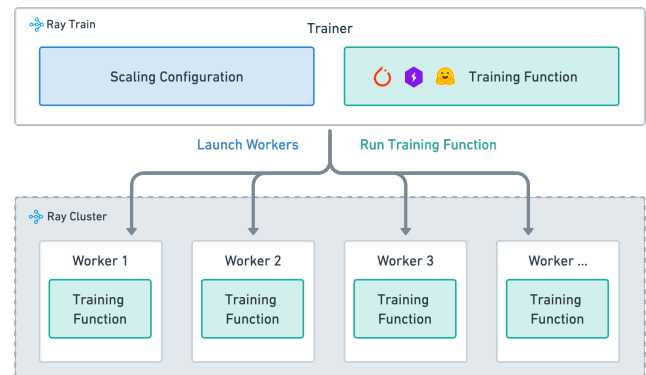 Ray Train
Trainer
Scaling Configuration
Training Function
Launch Workers
Run Training Function
Ray Cluster
Worker 1
Worker 2
Worker 3
Worker ...
Training
Function
Training
Function
Training
Function
Training
Function